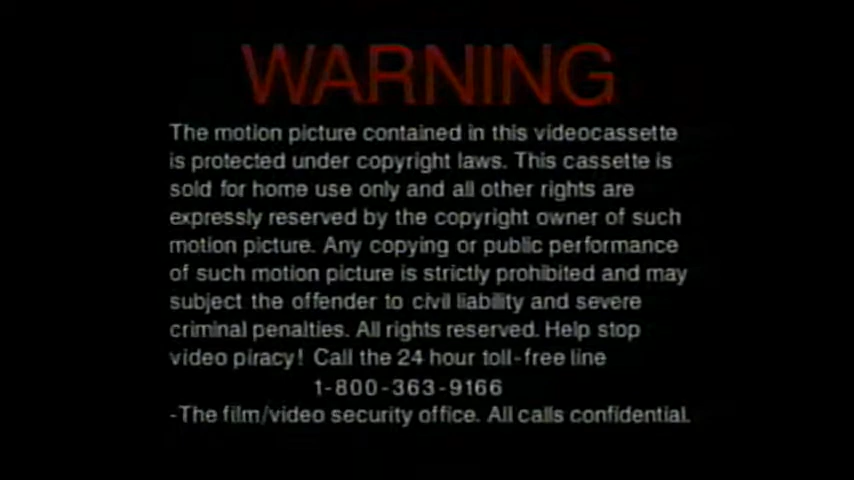 WARNING
The motion picture contained in this videocassette
is protected under copyright laws. This cassette is
sold for home use only and all other rights are
expressly reserved by the copyright owner of such
motion picture. Any copying or public performance
of such motion picture is strictly prohibited and may
subject the offender to civil liability and severe
criminal penalties. All rights reserved. Help stop
video piracy! Call the 24 hour toll-free line
1-800-363-9166
-The film/video security office. All calls confidential.